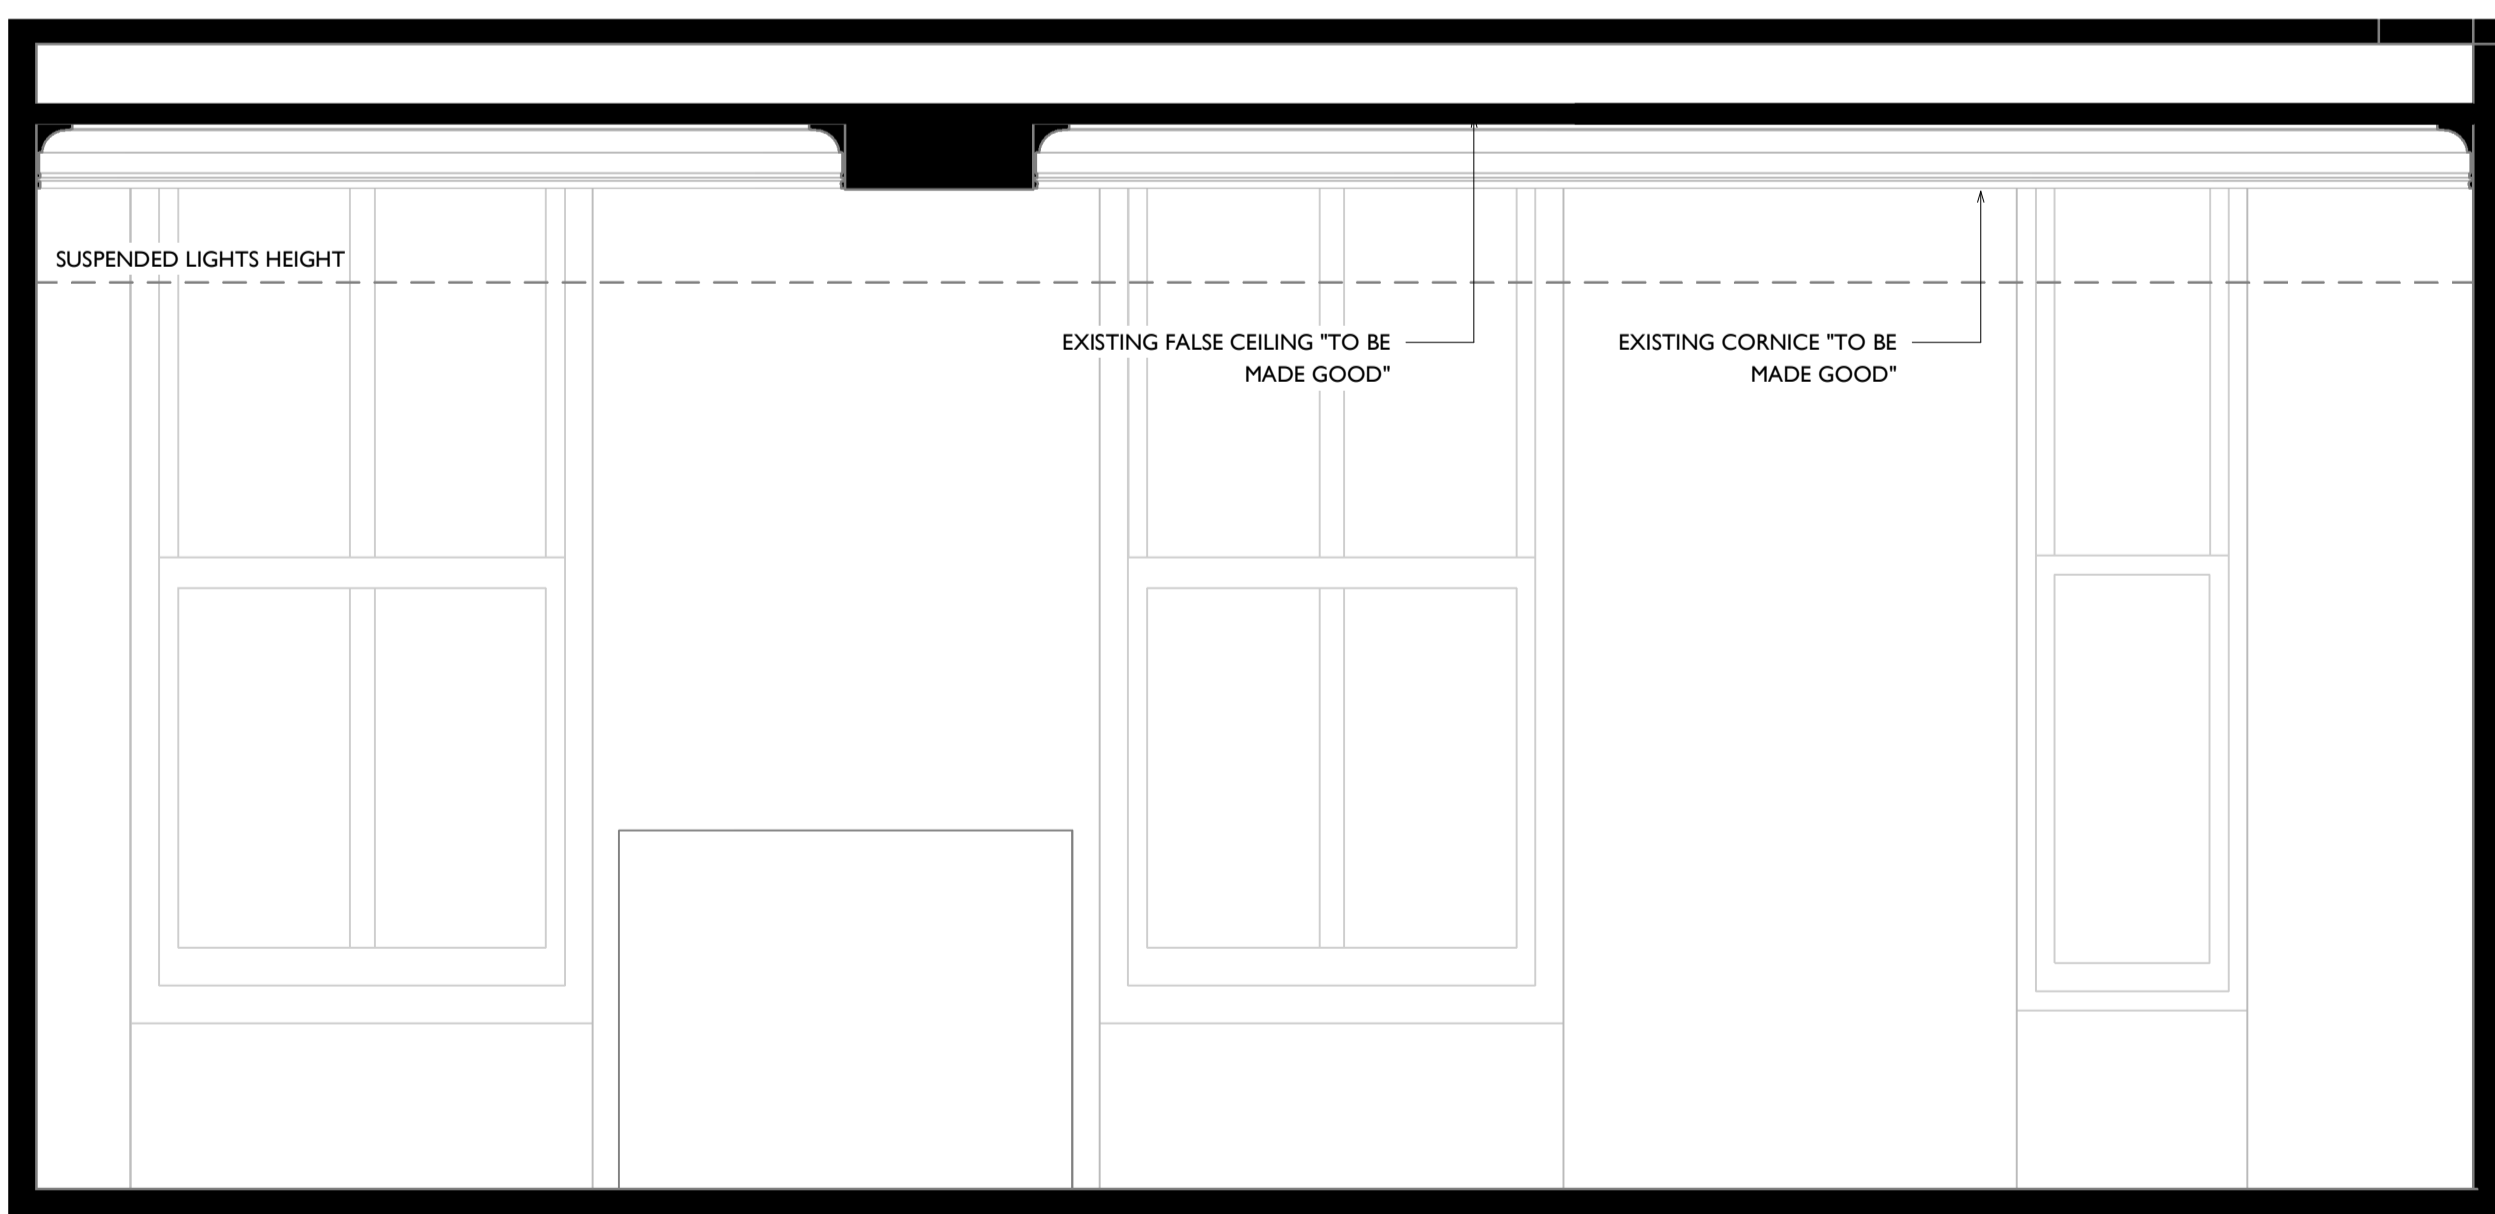 SUSPENDED LIGHTS HEIGHT
EXISTING FALSE CEILING "TO BE
MADE GOOD"
EXISTING CORNICE "TO BE
MADE GOOD"